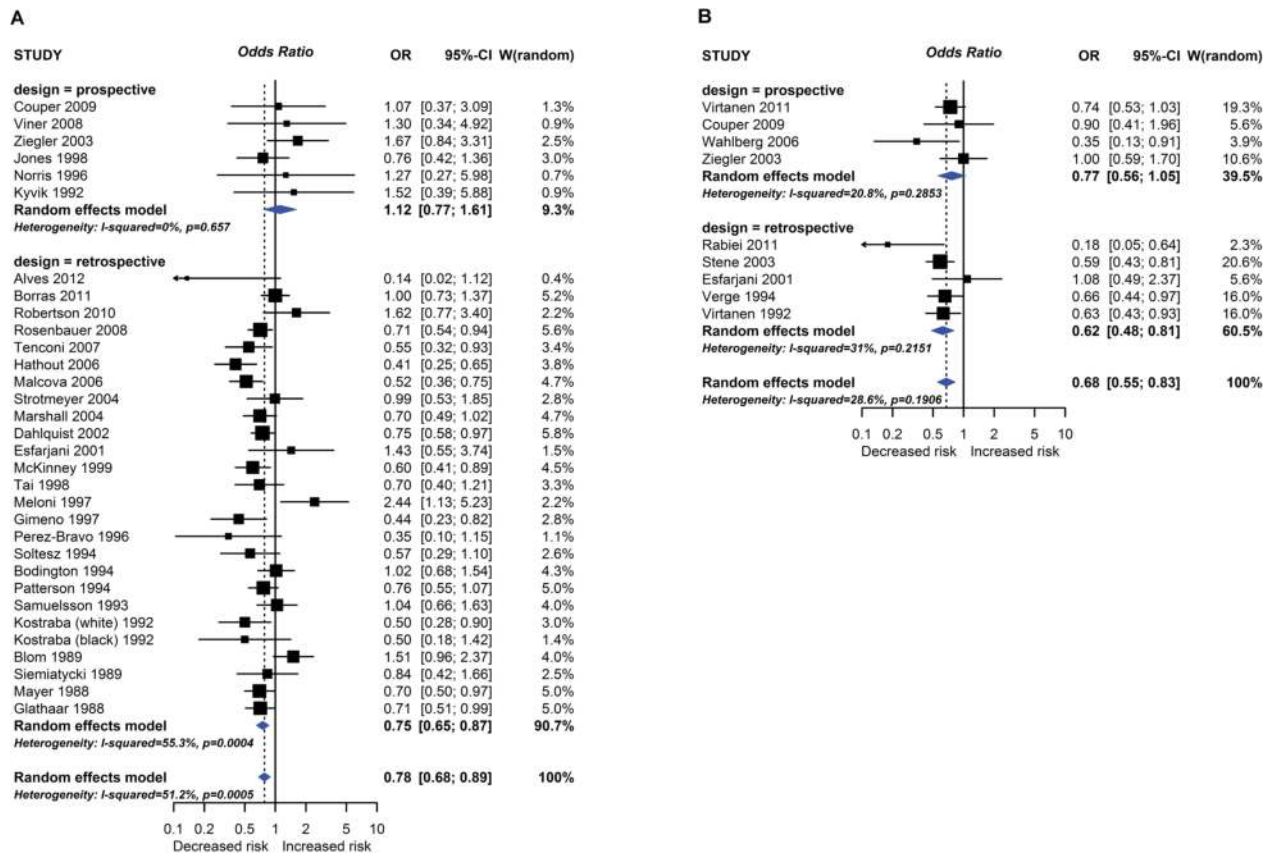 A
STUDY Odds Ratio OR 95%-CI W(random)
design = prospective
Couper 2009 1.07 [0.37; 3.09] 1.3%
Viner 2008 1.30 [0.34; 4.92] 0.9%
Ziegler 2003 1.67 [0.84; 3.31] 2.5%
Jones 1998 0.76 [0.42; 1.36] 3.0%
Norris 1996 1.27 [0.27; 5.98] 0.7%
Kyvik 1992 1.52 [0.39; 5.88] 0.9%
Random effects model 1.12 [0.77; 1.61] 9.3%
Heterogeneity: I-squared=0%, p=0.657
design = retrospective
Alves 2012 0.14 [0.02; 1.12] 0.4%
Borras 2011 1.00 [0.73; 1.37] 5.2%
Robertson 2010 1.62 [0.77; 3.40] 2.2%
Rosenbauer 2008 0.71 [0.54; 0.94] 5.6%
Tenconi 2007 0.55 [0.32; 0.93] 3.4%
Hathout 2006 0.41 [0.25; 0.65] 3.8%
Malcova 2006 0.52 [0.36; 0.75] 4.7%
Strotmeyer 2004 0.99 [0.53; 1.85] 2.8%
Marshall 2004 0.70 [0.49; 1.02] 4.7%
Dahlquist 2002 0.75 [0.58; 0.97] 5.8%
Esfarjani 2001 1.43 [0.55; 3.74] 1.5%
McKinney 1999 0.60 [0.41; 0.89] 4.5%
Tai 1998 0.70 [0.40; 1.21] 3.3%
Meloni 1997 2.44 [1.13; 5.23] 2.2%
Gimeno 1997 0.44 [0.23; 0.82] 2.8%
Perez-Bravo 1996 0.35 [0.10; 1.15] 1.1%
Soltesz 1994 0.57 [0.29; 1.10] 2.6%
Bodington 1994 1.02 [0.68; 1.54] 4.3%
Patterson 1994 0.76 [0.55; 1.07] 5.0%
Samuelsson 1993 1.04 [0.66; 1.63] 4.0%
Kostraba (white) 1992 0.50 [0.28; 0.90] 3.0%
Kostraba (black) 1992 0.50 [0.18; 1.42] 1.4%
Blom 1989 1.51 [0.96; 2.37] 4.0%
Siemiatycki 1989 0.84 [0.42; 1.66] 2.5%
Mayer 1988 0.70 [0.50; 0.97] 5.0%
Glathaar 1988 0.71 [0.51; 0.99] 5.0%
Random effects model 0.75 [0.65; 0.87] 90.7%
Heterogeneity: I-squared=55.3%, p=0.0004
Random effects model 0.78 [0.68; 0.89] 100%
Heterogeneity: I-squared=51.2%, p=0.0005
0.1 0.2 0.5 1 2 5 10
Decreased risk Increased risk
B
STUDY Odds Ratio OR 95%-CI W(random)
design = prospective
Virtanen 2011 0.74 [0.53; 1.03] 19.3%
Couper 2009 0.90 [0.41; 1.96] 5.6%
Wahlberg 2006 0.35 [0.13; 0.91] 3.9%
Ziegler 2003 1.00 [0.59; 1.70] 10.6%
Random effects model 0.77 [0.56; 1.05] 39.5%
Heterogeneity: I-squared=20.8%, p=0.2853
design = retrospective
Rabiei 2011 0.18 [0.05; 0.64] 2.3%
Stene 2003 0.59 [0.43; 0.81] 20.6%
Esfarjani 2001 1.08 [0.49; 2.37] 5.6%
Verge 1994 0.66 [0.44; 0.97] 16.0%
Virtanen 1992 0.63 [0.43; 0.93] 16.0%
Random effects model 0.62 [0.48; 0.81] 60.5%
Heterogeneity: I-squared=31%, p=0.2151
Random effects model 0.68 [0.55; 0.83] 100%
Heterogeneity: I-squared=28.6%, p=0.1906
0.1 0.2 0.5 1 2 5 10
Decreased risk Increased risk